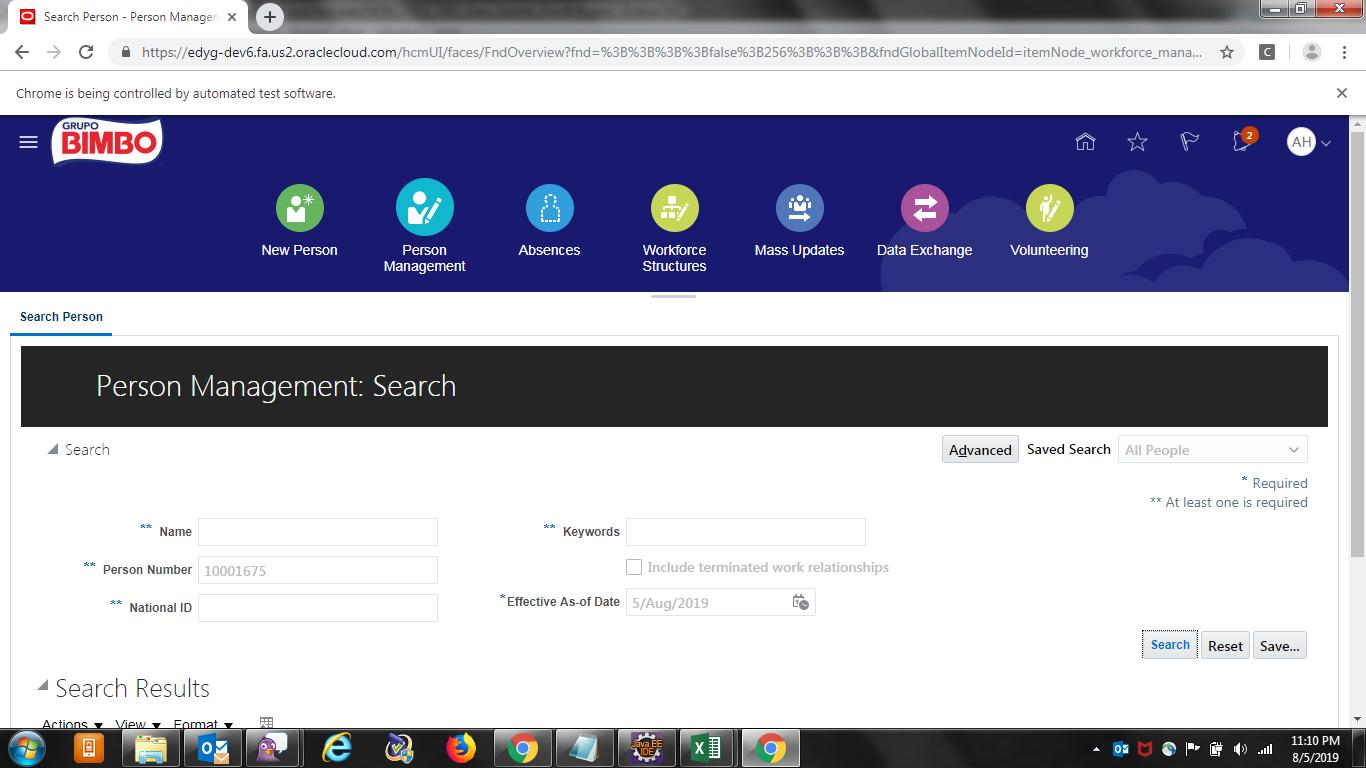 Search Person - Person Managen
https://edyg-dev6.fa.us2.oraclecloud.com/hcmUI/faces/FndOverview?fnd=%3B%3B%3B%3Bfalse%3B256%3B%3B%3B&fndGlobalItemNodeId=itemNode_workforce_mana...
C
Chrome is being controlled by automated test software.
GRUPO
BIMBO
2
AH
New Person
Person
Management
Absences
Workforce
Structures
Mass Updates
Data Exchange
Volunteering
Search Person
Person Management: Search
Search
Advanced Saved Search All People
* Required
** At least one is required
** Name
** Keywords
** Person Number 10001675
Include terminated work relationships
** National ID
*Effective As-of Date 5/Aug/2019
Search Reset Save...
Search Results
Actions View Format
Java EE
IDE
11:10 PM
8/5/2019